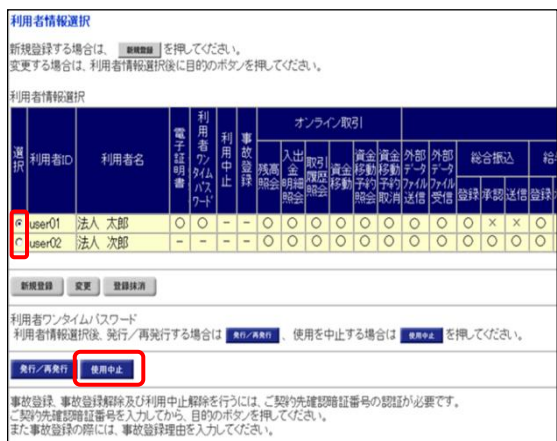 利用者情報選択
新規登録する場合は、 新規登録 を押してください。
変更する場合は、利用者情報選択後に目的のボタンを押してください。
利用者情報選択
選択 利用者ID 利用者名 電子証明書 利用者ワンタイムパスワード 利用中止 事故登録 オンライン取引
残高照会 入出金明細照会 取引履歴照会 資金移動 資金移動予約照会 資金移動予約取消 外部データファイル送信 外部データファイル受信 総合振込 給
登録 承認 送信 登録
user01 法人 太郎 ○ ○ - - ○ ○ ○ ○ ○ ○ ○ ○ ○ × × ○
user02 法人 次郎 - - - - ○ ○ ○ ○ ○ ○ ○ ○ ○ ○ ○ ○
新規登録 変更 登録抹消
利用者ワンタイムパスワード
利用者情報選択後、発行/再発行する場合は 発行/再発行 、使用を中止する場合は 使用中止 を押してください。
発行/再発行 使用中止
事故登録、事故登録解除及び利用中止解除を行うには、ご契約先確認暗証番号の認証が必要です。
ご契約先確認暗証番号を入力してから、目的のボタンを押してください。
また事故登録の際には、事故登録理由を入力してください。